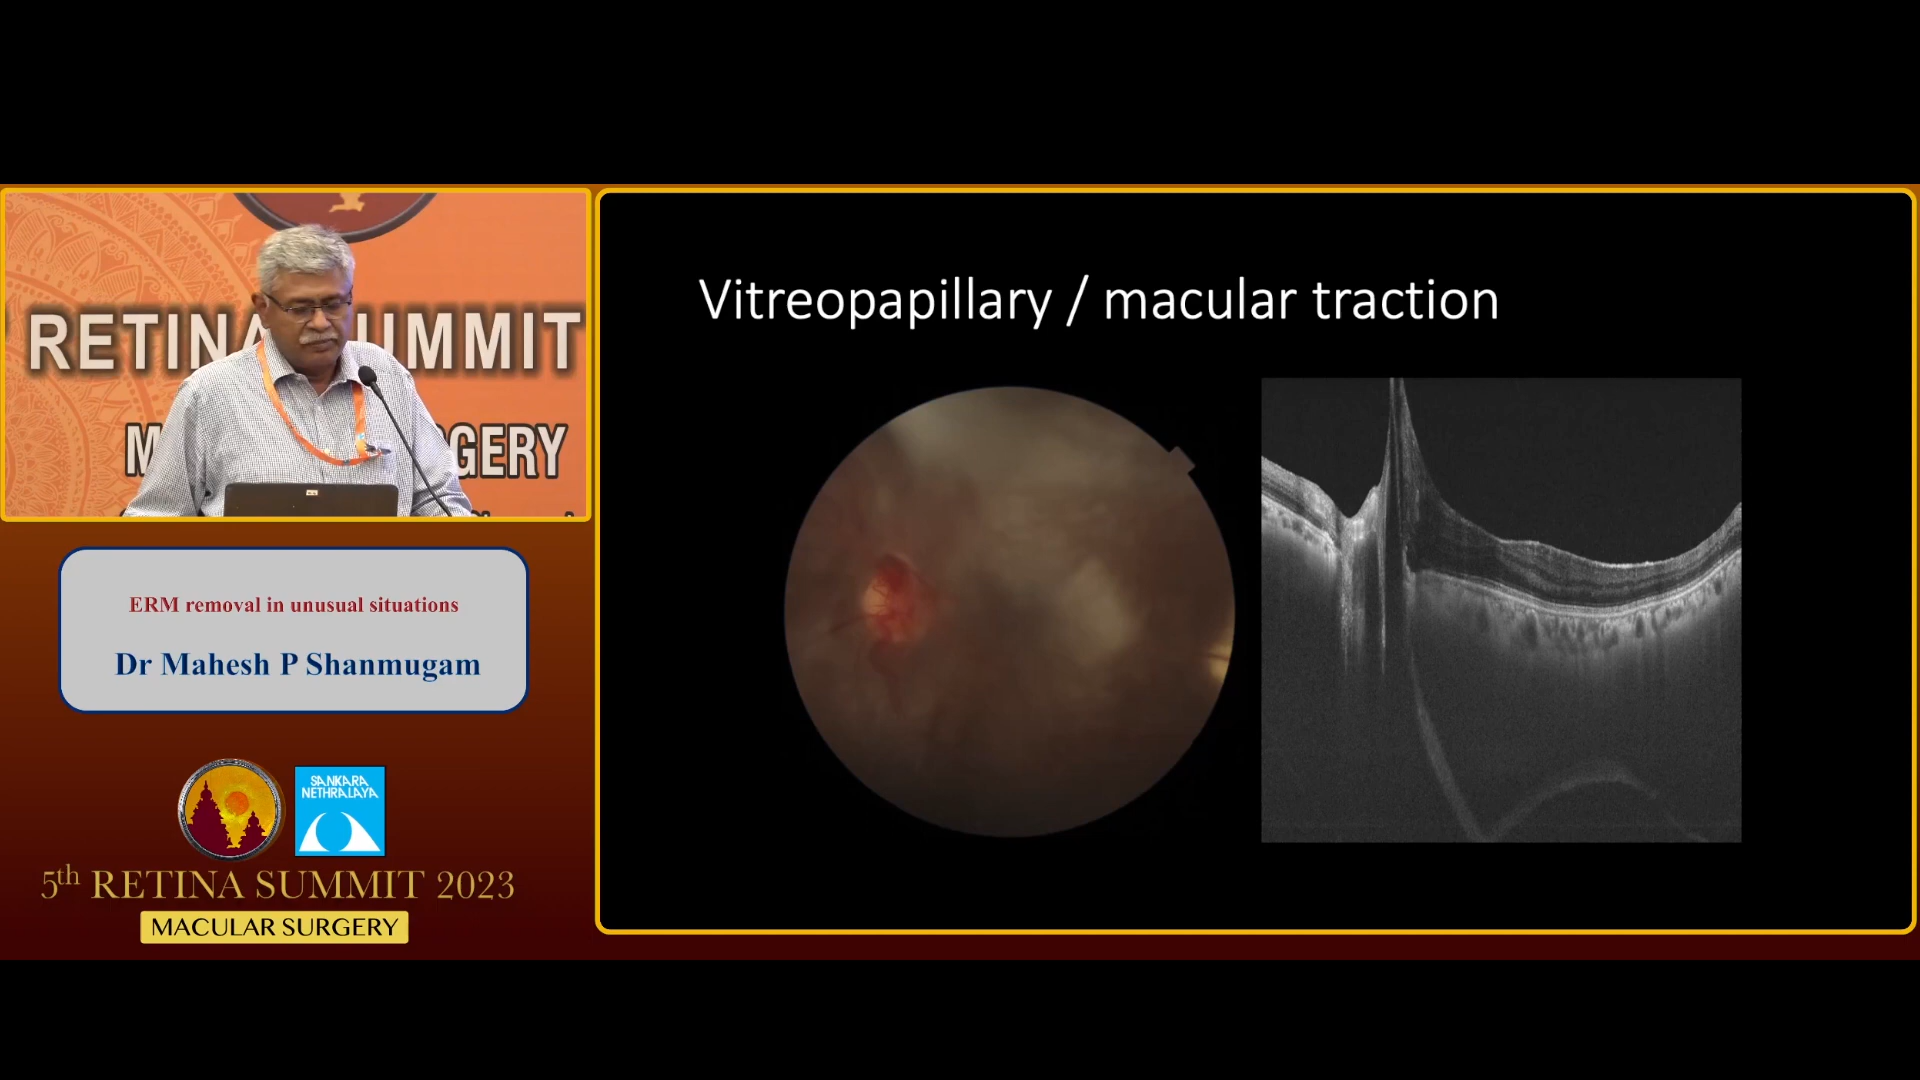 RETINA SUMMIT
GERY
ERM removal in unusual situations
Dr Mahesh P Shanmugam
SANKARA
NETHRALAYA
5th RETINA SUMMIT 2023
MACULAR SURGERY
Vitreopapillary / macular traction